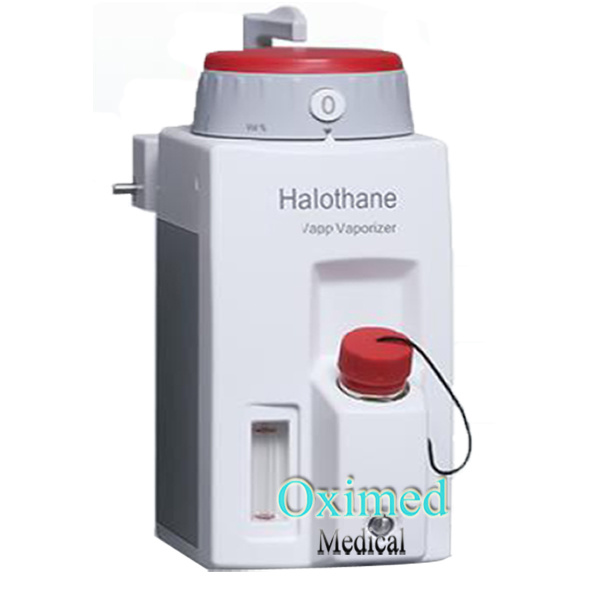 0
Vol %
Halothane
Vapp Vaporizer
Oximed
Medical